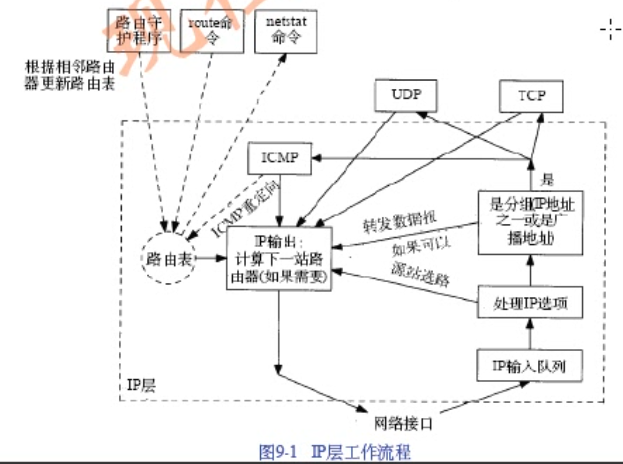 路由守
护程序
route命
令
netstat
命令
根据相邻路由
器更新路由表
UDP
TCP
ICMP
是
ICMP重定向
转发数据报
是分组(IP地址
之一或是广
播地址)
IP输出:
计算下一站路
由器(如果需要)
如果可以
源站选路
路由表
处理IP选项
IP输入队列
IP层
网络接口
图9-1 IP层工作流程